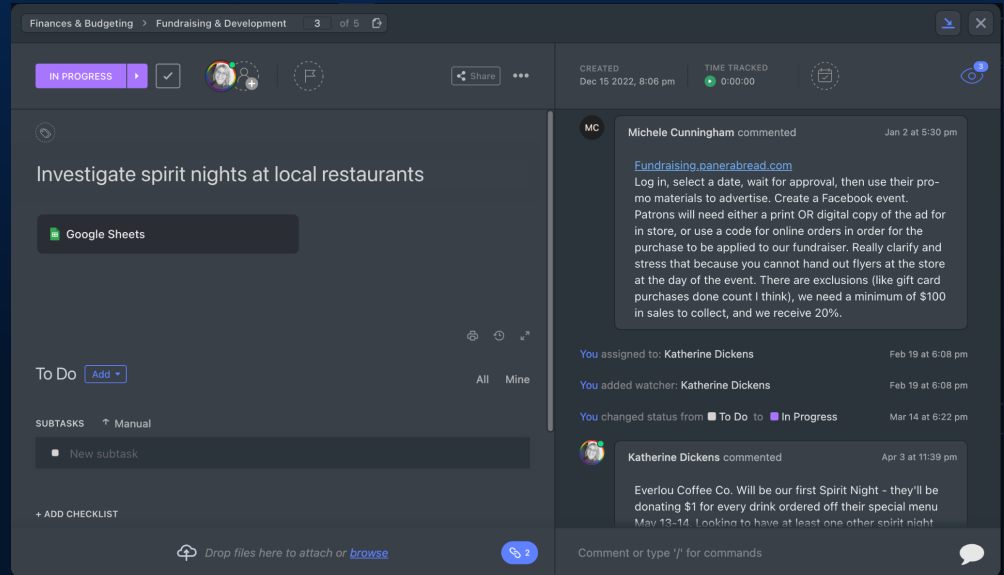 Finances & Budgeting > Fundraising & Development 3 of 5
IN PROGRESS
Share
CREATED
Dec 15 2022, 8:06 pm
TIME TRACKED
0:00:00
3
Investigate spirit nights at local restaurants
Google Sheets
To Do Add
All Mine
SUBTASKS ↑ Manual
New subtask
+ ADD CHECKLIST
Drop files here to attach or browse
2
MC
Michele Cunningham commented Jan 2 at 5:30 pm
Fundraising.panerabread.com
Log in, select a date, wait for approval, then use their pro-
mo materials to advertise. Create a Facebook event.
Patrons will need either a print OR digital copy of the ad for
in store, or use a code for online orders in order for the
purchase to be applied to our fundraiser. Really clarify and
stress that because you cannot hand out flyers at the store
at the day of the event. There are exclusions (like gift card
purchases done count I think), we need a minimum of $100
in sales to collect, and we receive 20%.
You assigned to: Katherine Dickens Feb 19 at 6:08 pm
You added watcher: Katherine Dickens Feb 19 at 6:08 pm
You changed status from To Do to In Progress Mar 14 at 6:22 pm
Katherine Dickens commented Apr 3 at 11:39 pm
Everlou Coffee Co. Will be our first Spirit Night - they'll be
donating $1 for every drink ordered off their special menu
May 13-14. Looking to have at least one other spirit night
Comment or type '/' for commands